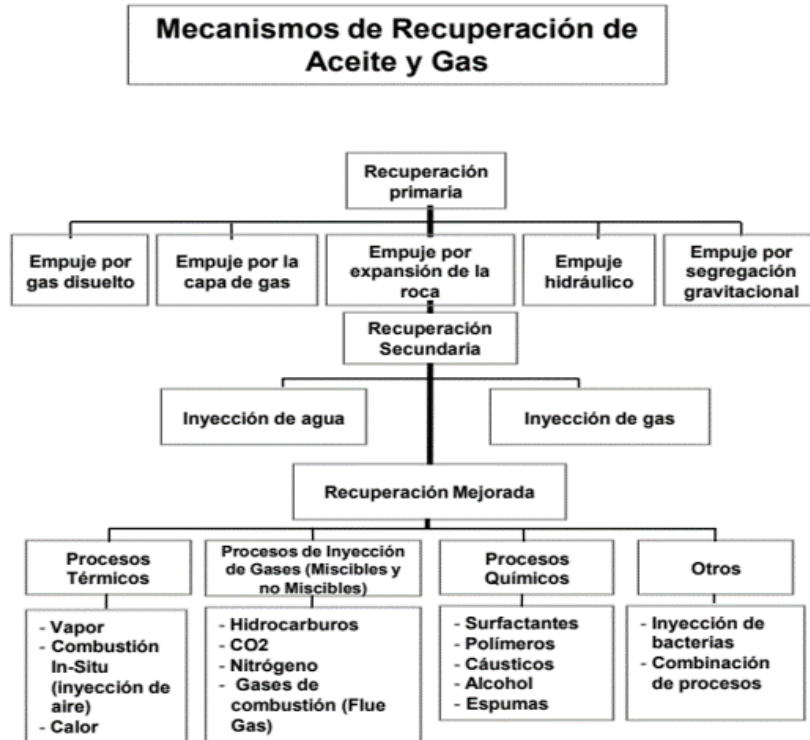 Mecanismos de Recuperación de
Aceite y Gas
Recuperación
primaria
Empuje por
gas disuelto
Empuje por la
capa de gas
Empuje por
expansión de la
roca
Empuje
hidráulico
Empuje por
segregación
gravitacional
Recuperación
Secundaria
Inyección de agua
Inyección de gas
Recuperación Mejorada
Procesos
Térmicos
Procesos de Inyección
de Gases (Miscibles y
no Miscibles)
Procesos
Químicos
Otros
- Vapor
- Combustión
In-Situ
(inyección de
aire)
- Calor
- Hidrocarburos
- CO2
- Nitrógeno
- Gases de
combustión (Flue
Gas)
- Surfactantes
- Polímeros
- Cáusticos
- Alcohol
- Espumas
- Inyección de
bacterias
- Combinación
de procesos